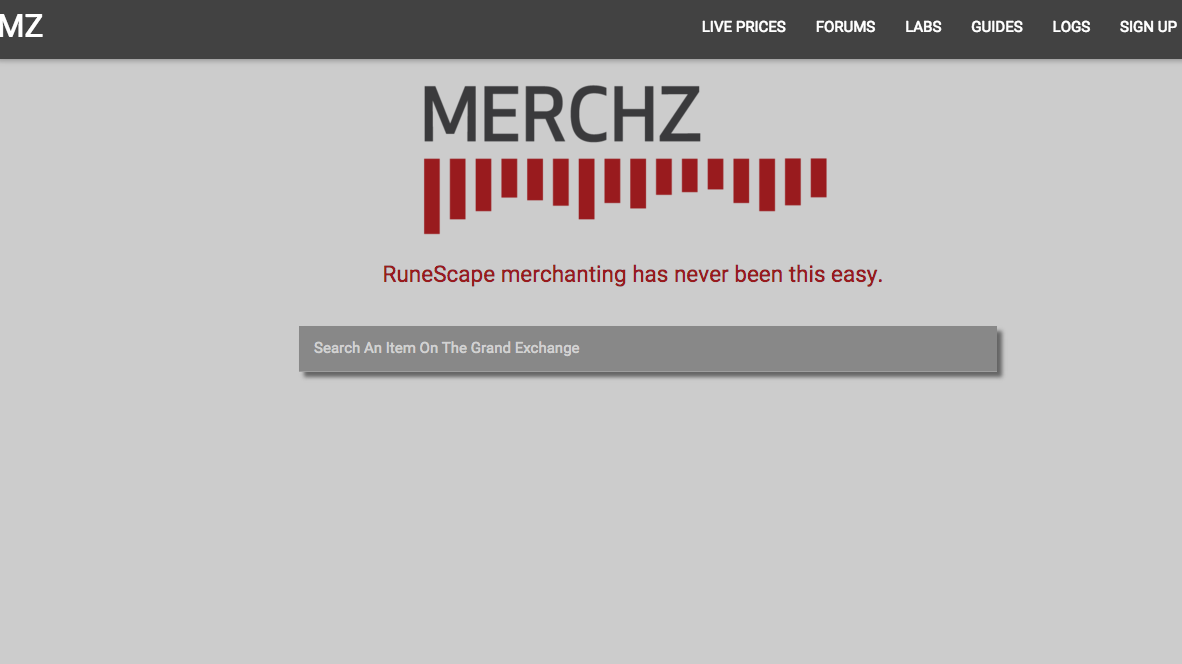 MZ LIVE PRICES FORUMS LABS GUIDES LOGS SIGN UP
MERCHZ
RuneScape merchanting has never been this easy.
Search An Item On The Grand Exchange